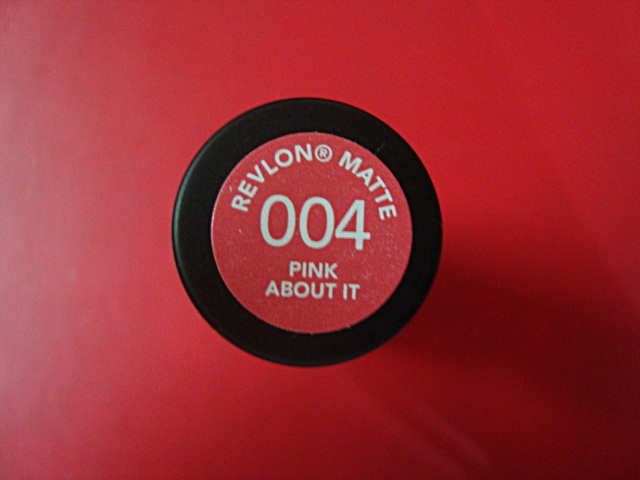 REVLON® MATTE
004
PINK
ABOUT IT